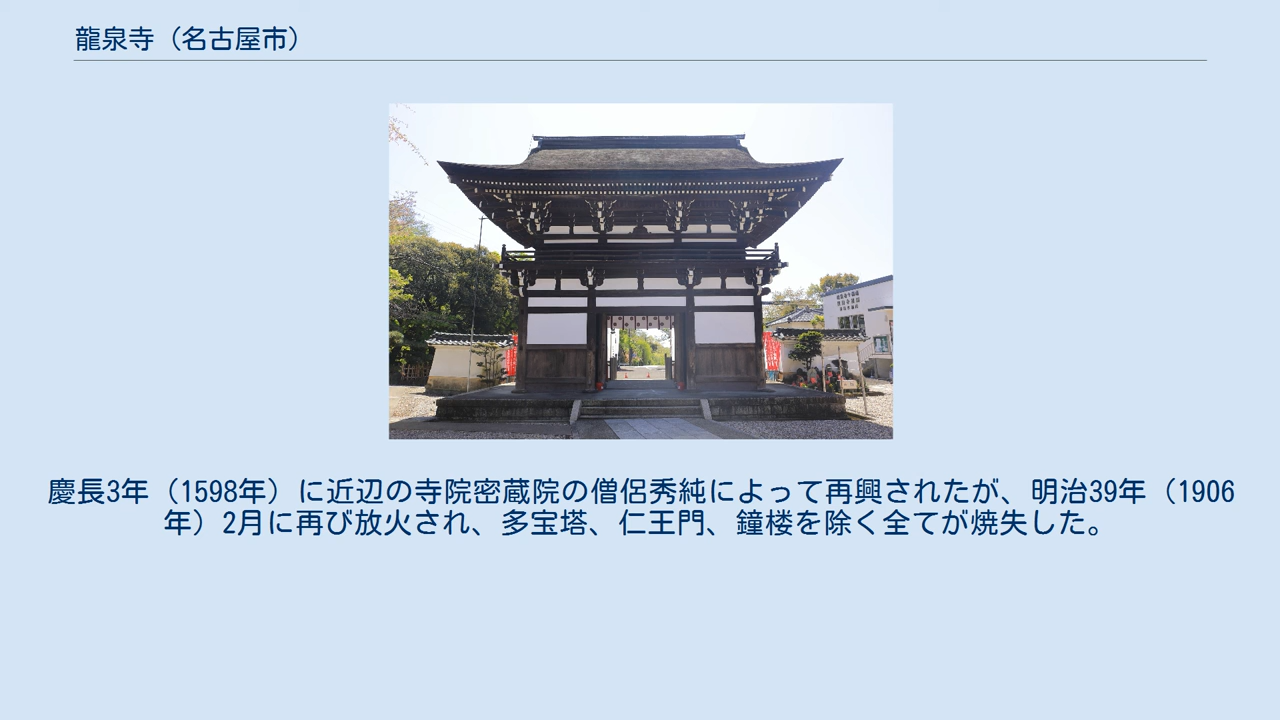 龍泉寺（名古屋市）
慶長3年（1598年）に近辺の寺院密蔵院の僧侶秀純によって再興されたが、明治39年（1906
年）2月に再び放火され、多宝塔、仁王門、鐘楼を除く全てが焼失した。